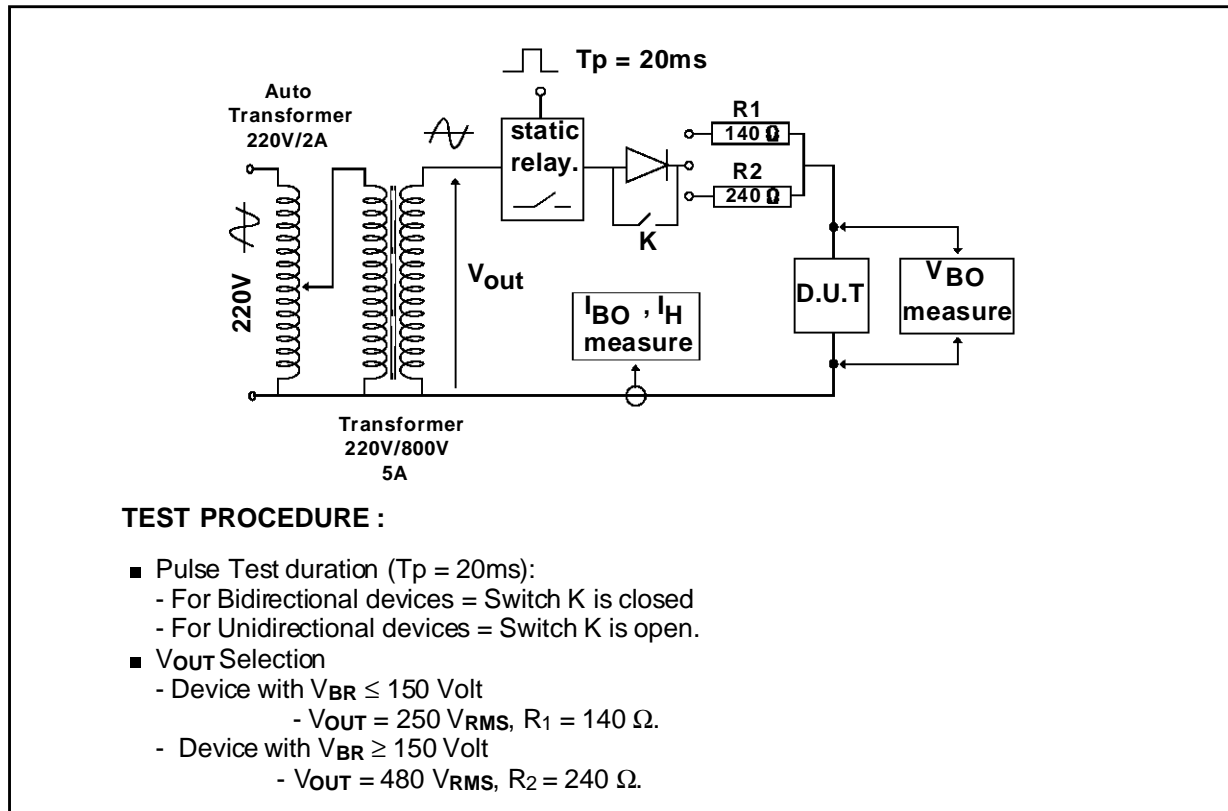 Tp = 20ms
Auto
Transformer
220V/2A
static
relay.
R1
140 Ω
R2
240 Ω
K
220V
Vout
IBO , IH
measure
D.U.T
VBO
measure
Transformer
220V/800V
5A
TEST PROCEDURE :
■ Pulse Test duration (Tp = 20ms):
- For Bidirectional devices = Switch K is closed
- For Unidirectional devices = Switch K is open.
■ VOUT Selection
- Device with VBR ≤ 150 Volt
- VOUT = 250 VRMS, R1 = 140 Ω.
- Device with VBR ≥ 150 Volt
- VOUT = 480 VRMS, R2 = 240 Ω.